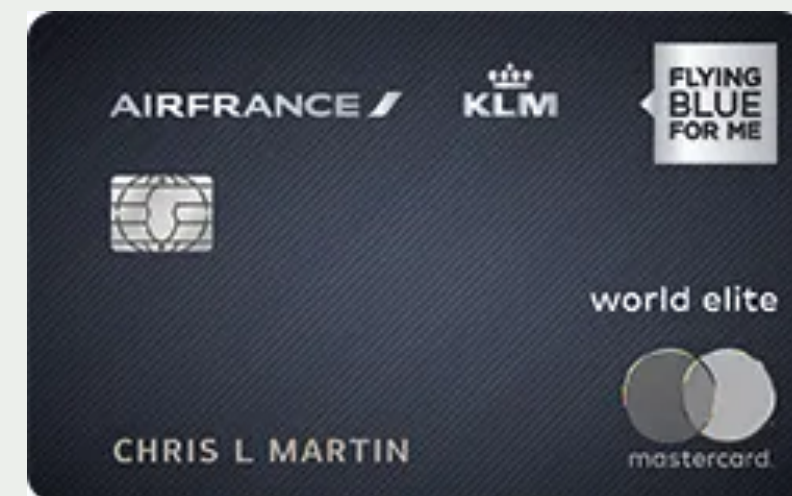 AIRFRANCE
KLM
FLYING
BLUE
FOR ME
world elite
CHRIS L MARTIN
mastercard.